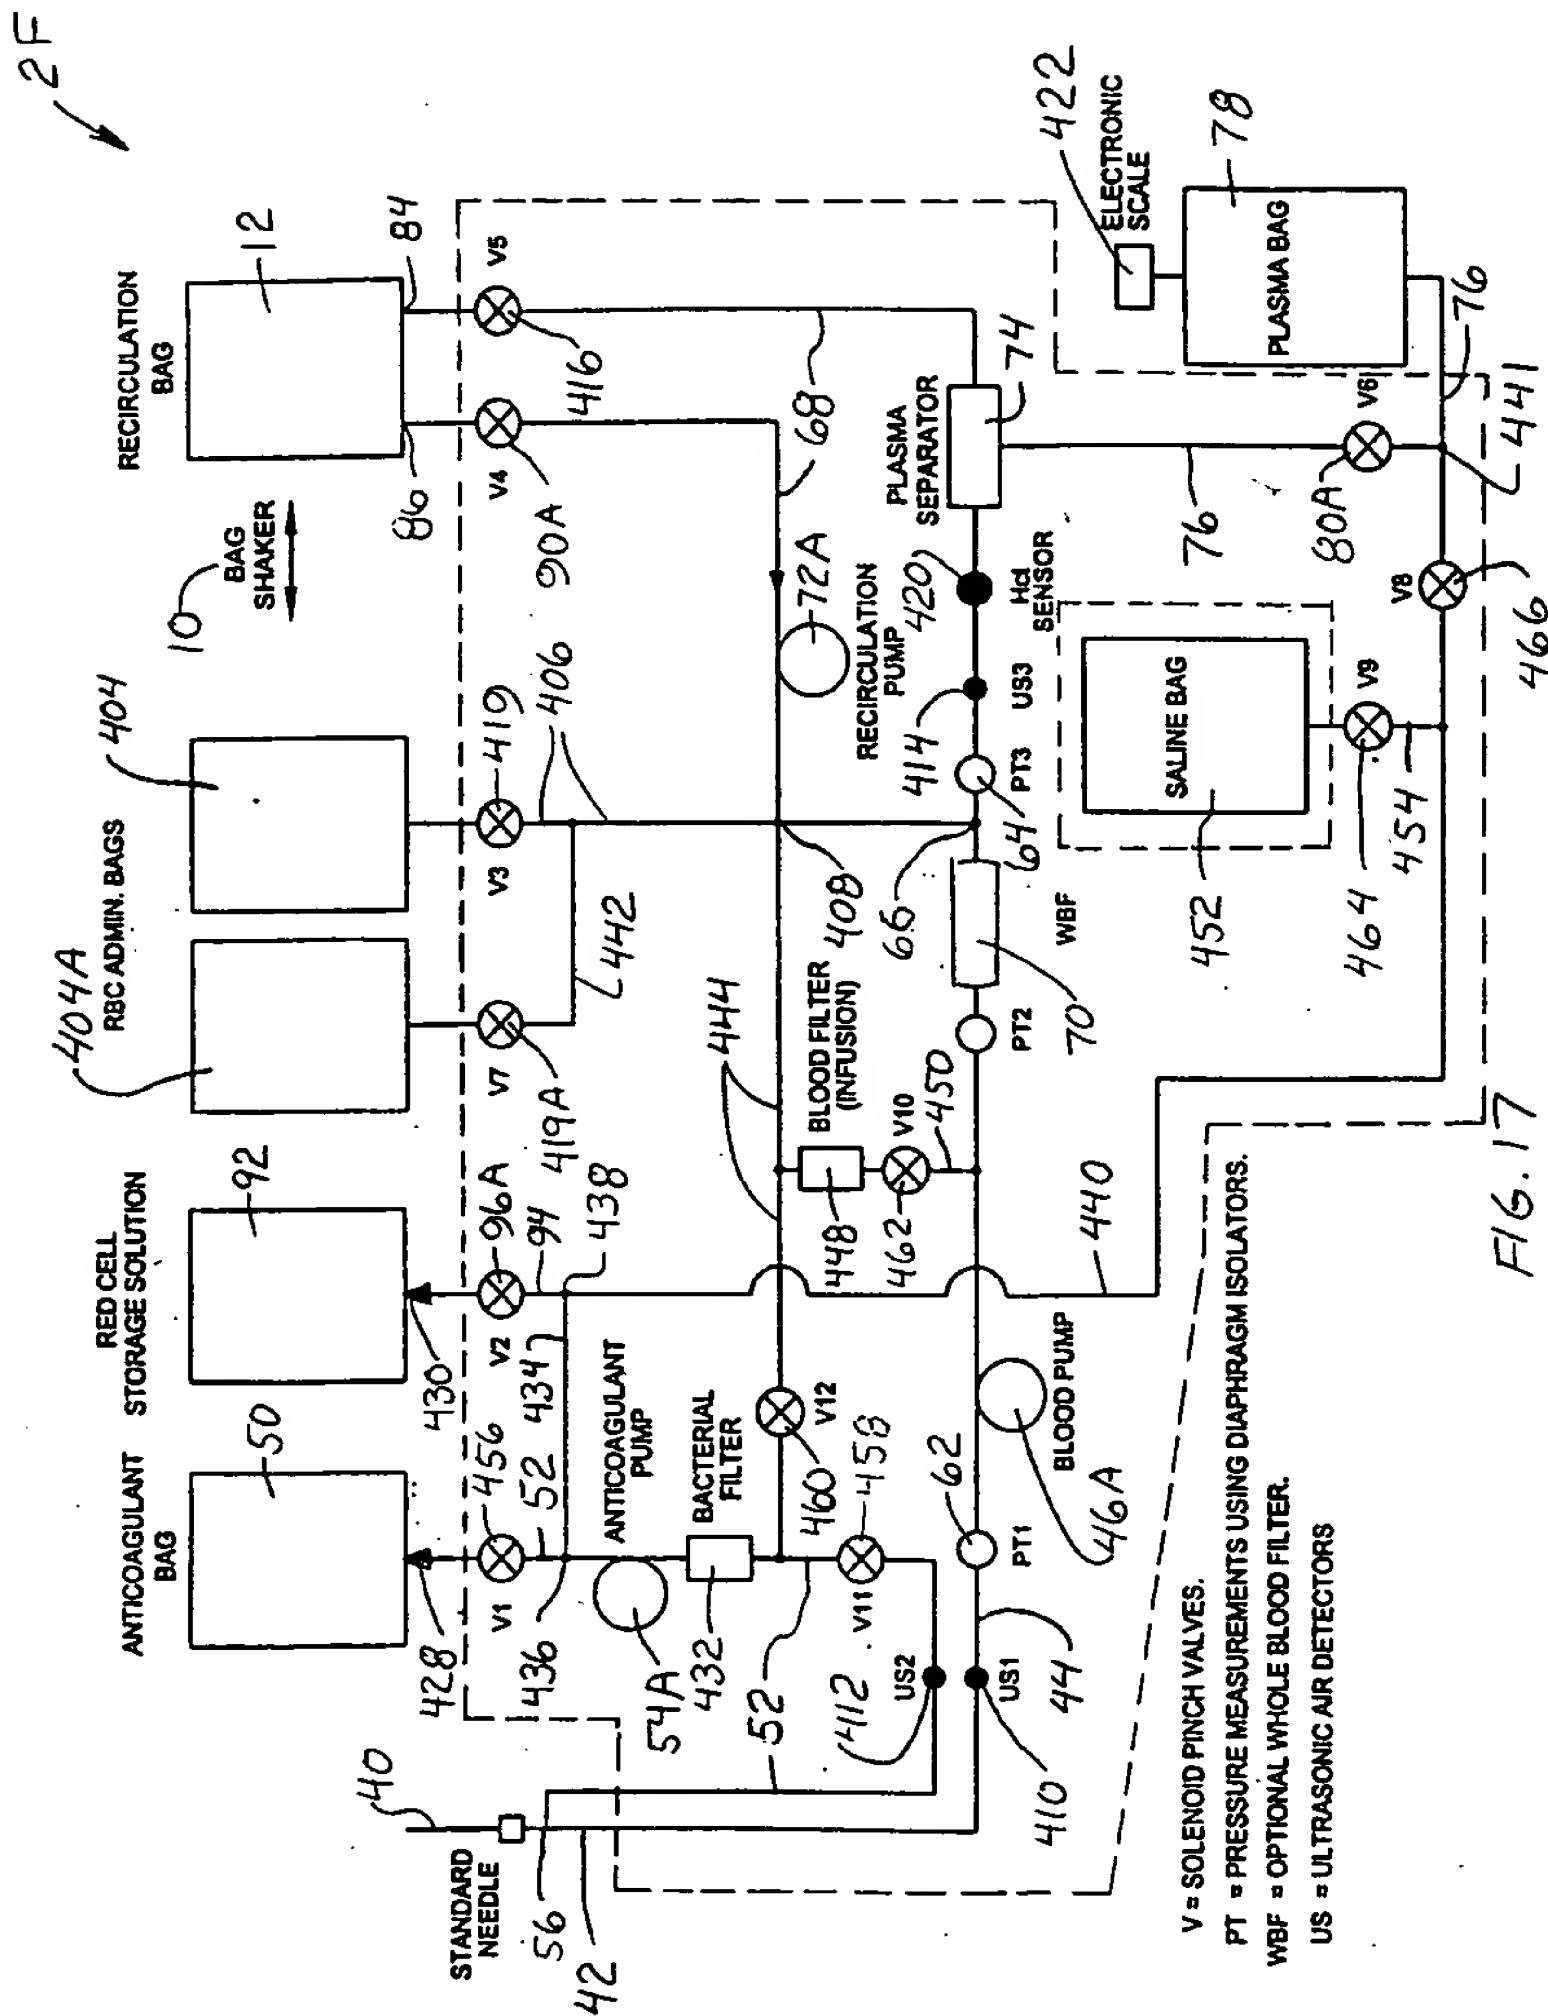 2F
RECIRCULATION
BAG
12
84
86
10
BAG
SHAKER
V5
416
V4
90A
68
404
RBC ADMIN. BAGS
404A
419
V3
406
442
V7
419A
RED CELL
STORAGE SOLUTION
92
430
96A
V2
94
434
438
ANTICOAGULANT
BAG
50
428
456
V1
52
436
ANTICOAGULANT
PUMP
54A
BACTERIAL
FILTER
432
52
460
V12
458
V11
412
US2
444
408
72A
RECIRCULATION
PUMP
BLOOD FILTER
(INFUSION)
448
V10
462
450
440
STANDARD
NEEDLE
40
56
42
410
US1
44
62
PT1
BLOOD PUMP
46A
PT2
70
WBF
66
64
PT3
414
US3
420
Hct
SENSOR
PLASMA
SEPARATOR
74
76
80A
V6
441
76
ELECTRONIC
SCALE
422
PLASMA BAG
78
SALINE BAG
452
V9
464
454
V8
466
V = SOLENOID PINCH VALVES.
PT = PRESSURE MEASUREMENTS USING DIAPHRAGM ISOLATORS.
WBF = OPTIONAL WHOLE BLOOD FILTER.
US = ULTRASONIC AIR DETECTORS
FIG. 17